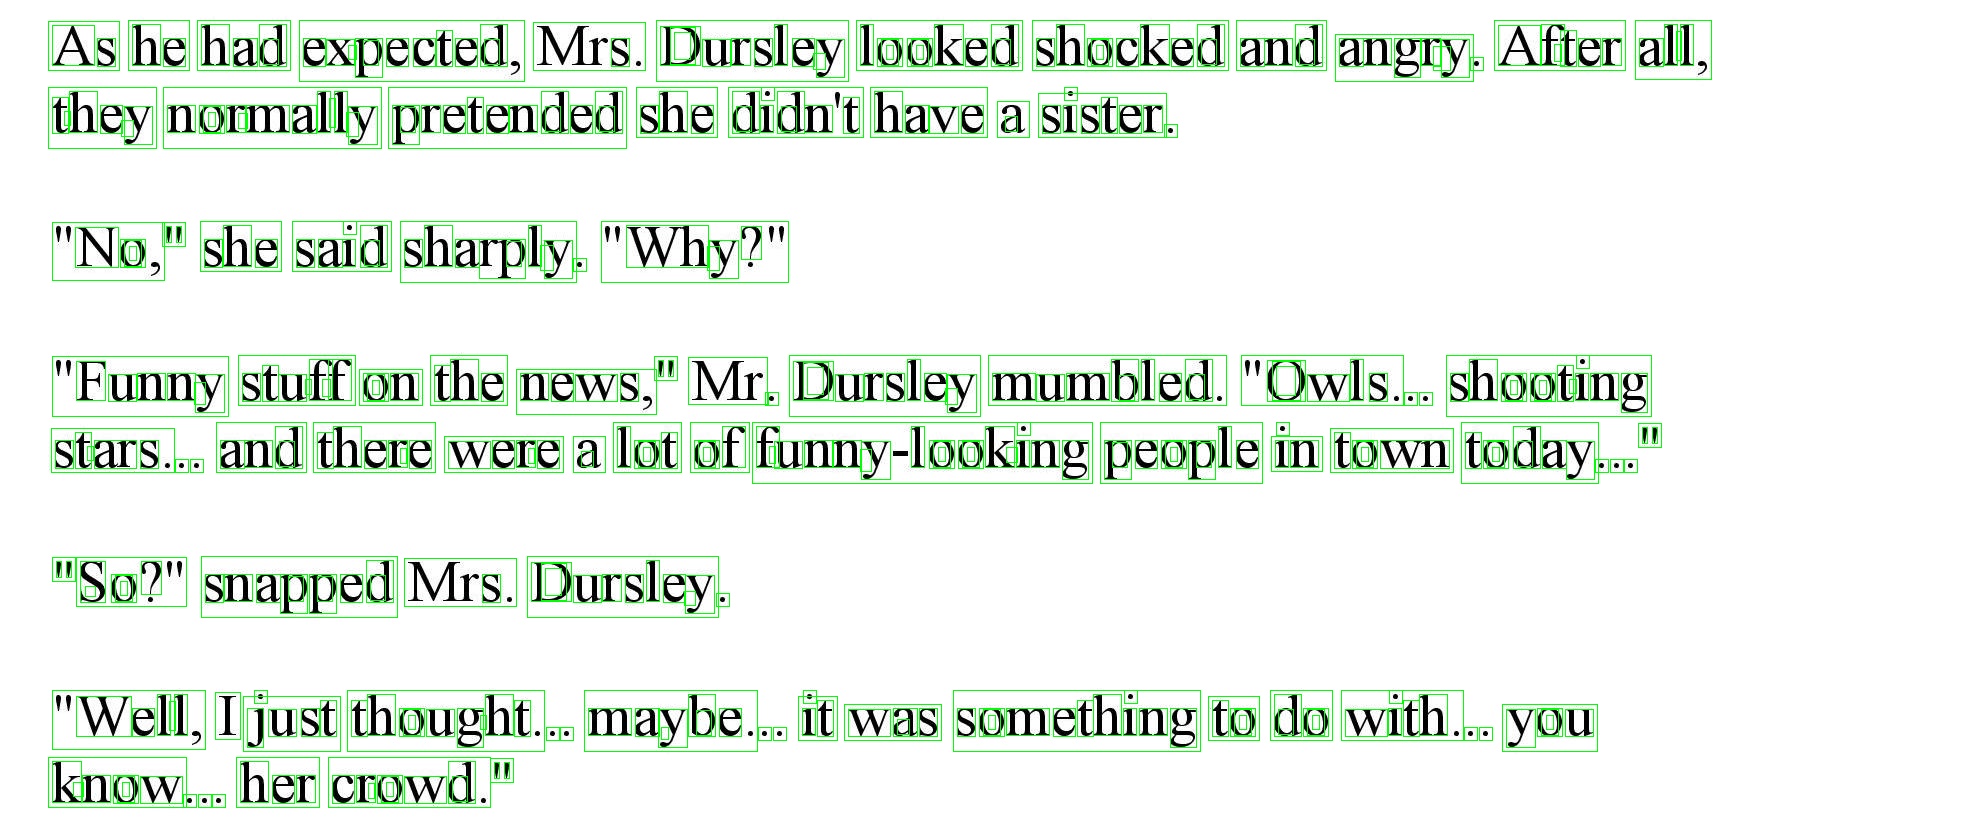 As he had expected, Mrs. Dursley looked shocked and angry. After all,
they normally pretended she didn't have a sister.
"No," she said sharply. "Why?"
"Funny stuff on the news," Mr. Dursley mumbled. "Owls... shooting
stars... and there were a lot of funny-looking people in town today..."
"So?" snapped Mrs. Dursley.
"Well, I just thought... maybe... it was something to do with... you
know... her crowd."